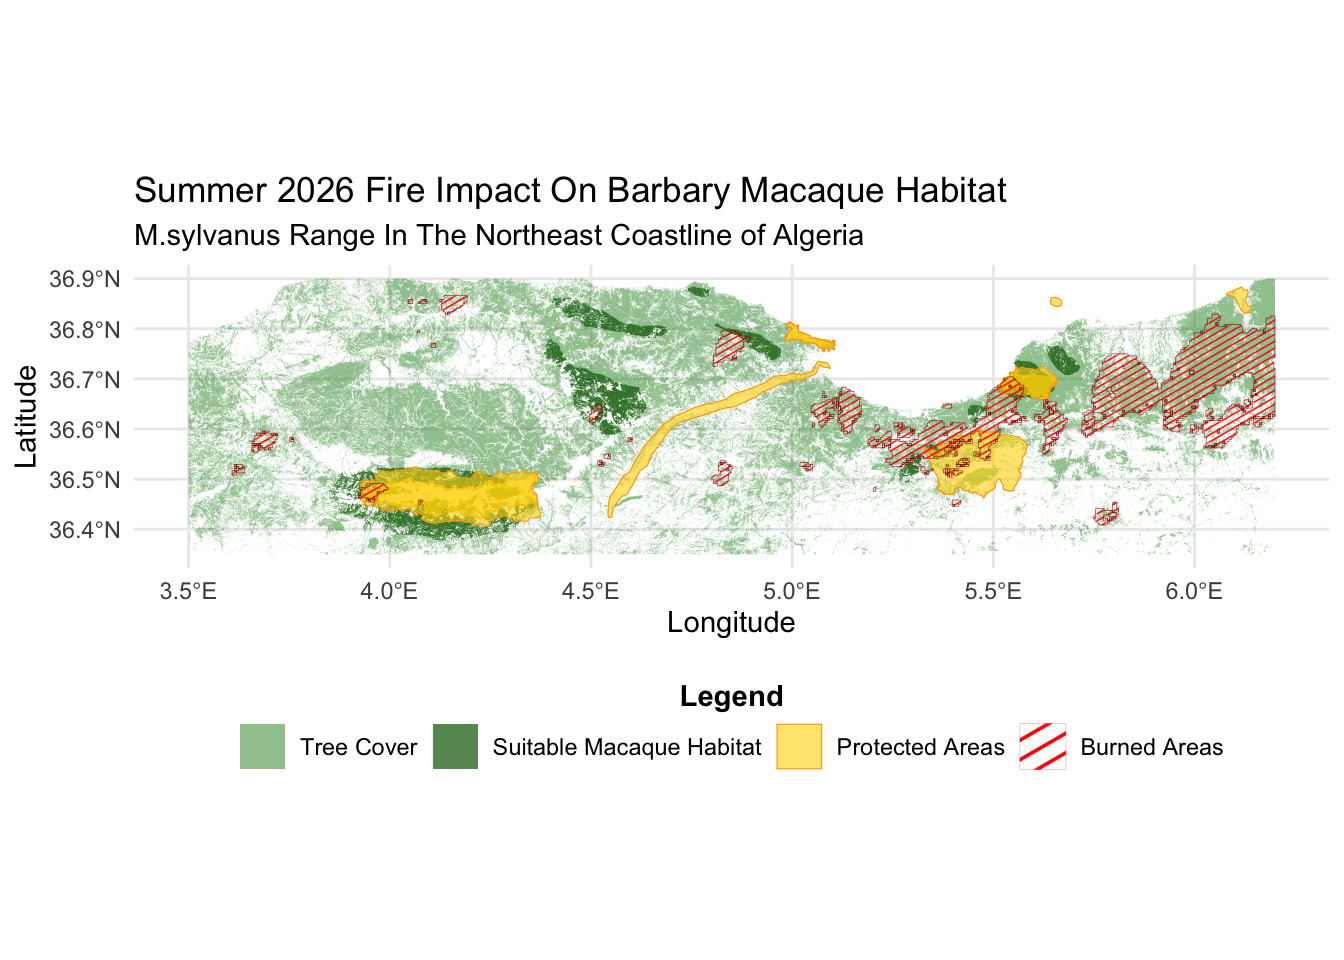 Summer 2026 Fire Impact On Barbary Macaque Habitat
M.sylvanus Range In The Northeast Coastline of Algeria
36.9°N
36.8°N
36.7°N
36.6°N
36.5°N
36.4°N
Latitude
3.5°E 4.0°E 4.5°E 5.0°E 5.5°E 6.0°E
Longitude
Legend
Tree Cover Suitable Macaque Habitat Protected Areas Burned Areas